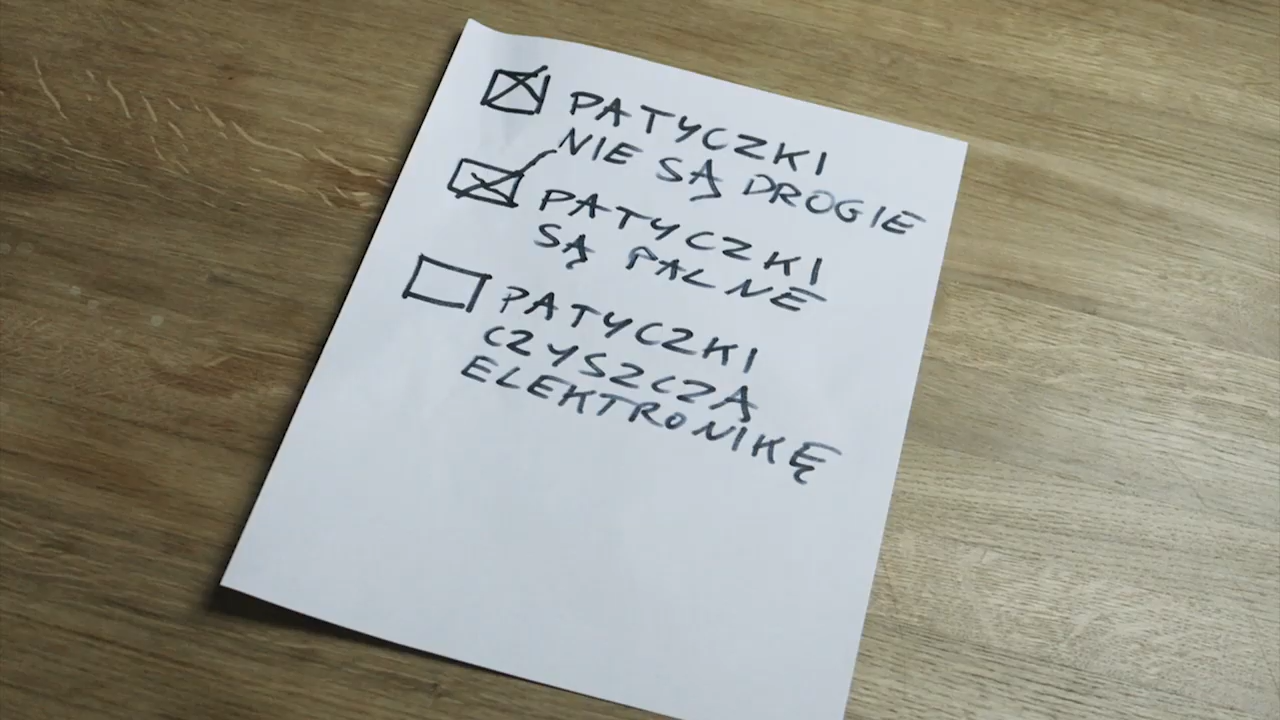 PATYCZKI
NIE SĄ DROGIE
PATYCZKI
SĄ PALNE
PATYCZKI
CZYSZCZĄ
ELEKTRONIKĘ